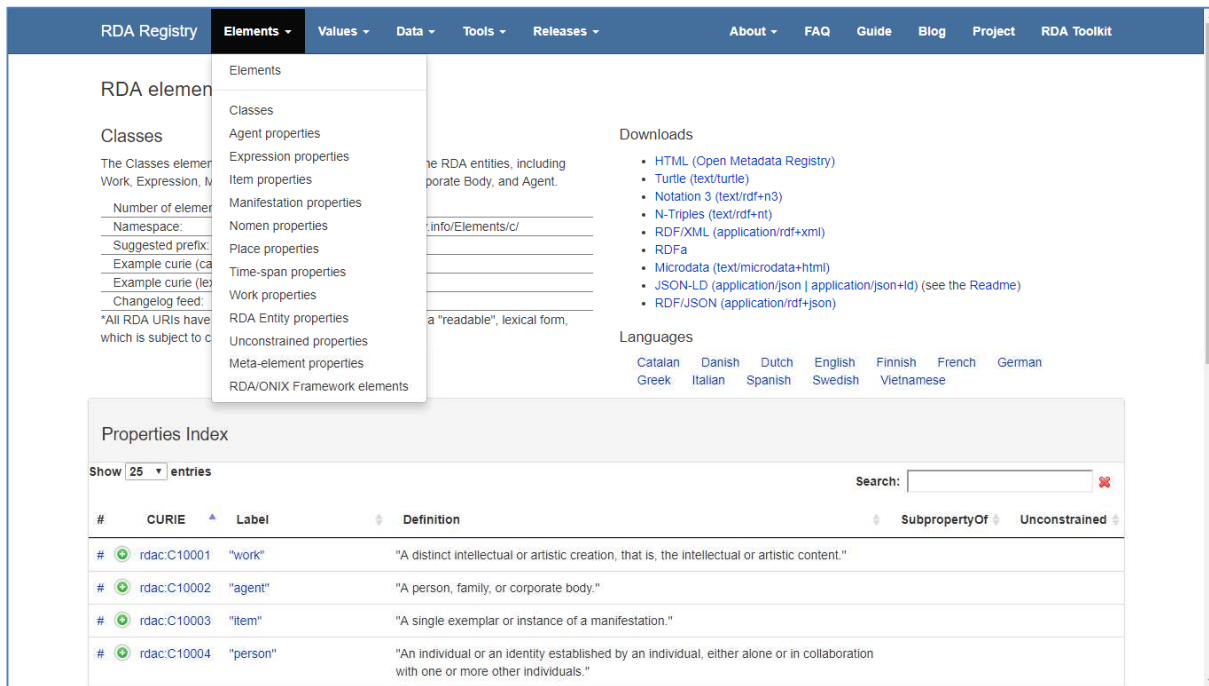 RDA Registry Elements Values Data Tools Releases About FAQ Guide Blog Project RDA Toolkit
Elements
Classes
Agent properties
Expression properties
Item properties
Manifestation properties
Nomen properties
Place properties
Time-span properties
Work properties
RDA Entity properties
Unconstrained properties
Meta-element properties
RDA/ONIX Framework elements
RDA
Classes
The Classes RDA entities, including
Work, Expression, Body, and Agent.
Number of
Namespace: .info/Elements/c/
Suggested prefix:
Example curie
Example curie
Changelog feed:
*All RDA URIs have a "readable", lexical form,
which is subject to
Downloads
HTML (Open Metadata Registry)
Turtle (text/turtle)
Notation 3 (text/rdf+n3)
N-Triples (text/rdf+nt)
RDF/XML (application/rdf+xml)
RDFa
Microdata (text/microdata+html)
JSON-LD (application/json | application/json+ld) (see the Readme)
RDF/JSON (application/rdf+json)
Languages
Catalan Danish Dutch English Finnish French German
Greek Italian Spanish Swedish Vietnamese
Properties Index
Show 25 entries
Search:
# CURIE Label Definition SubpropertyOf Unconstrained
# rdac:C10001 "work" "A distinct intellectual or artistic creation, that is, the intellectual or artistic content."
# rdac:C10002 "agent" "A person, family, or corporate body."
# rdac:C10003 "item" "A single exemplar or instance of a manifestation."
# rdac:C10004 "person" "An individual or an identity established by an individual, either alone or in collaboration
with one or more other individuals."